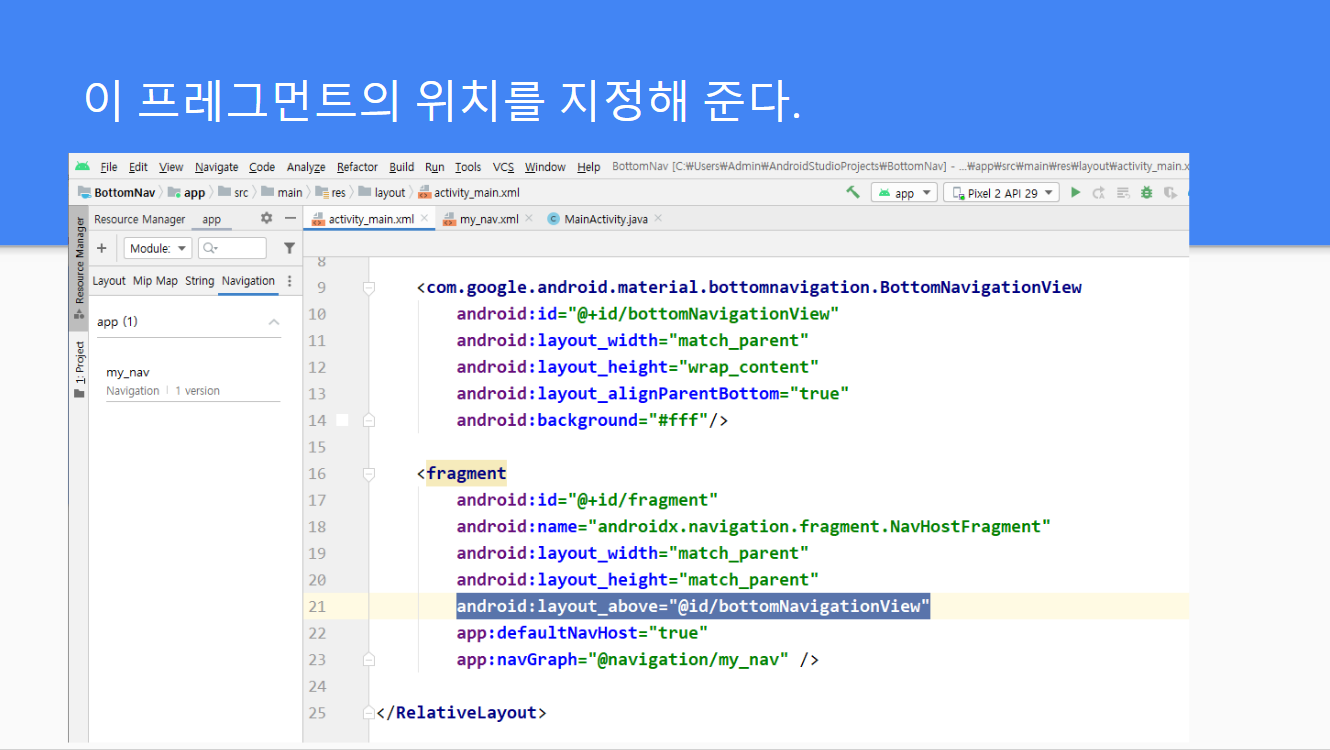 이 프레그먼트의 위치를 지정해 준다.
File Edit View Navigate Code Analyze Refactor Build Run Tools VCS Window Help BottomNav [C:₩Users₩Admin₩AndroidStudioProjects₩BottomNav] - ...₩app₩src₩main₩res₩layout₩activity_main.x
BottomNav app src main res layout activity_main.xml app Pixel 2 API 29
Resource Manager app activity_main.xml my_nav.xml MainActivity.java
Resource Manager
1: Project
Module:
Layout Mip Map String Navigation
app (1)
my_nav
Navigation 1 version
8
9 <com.google.android.material.bottomnavigation.BottomNavigationView
10 android:id="@+id/bottomNavigationView"
11 android:layout_width="match_parent"
12 android:layout_height="wrap_content"
13 android:layout_alignParentBottom="true"
14 android:background="#fff"/>
15
16 <fragment
17 android:id="@+id/fragment"
18 android:name="androidx.navigation.fragment.NavHostFragment"
19 android:layout_width="match_parent"
20 android:layout_height="match_parent"
21 android:layout_above="@id/bottomNavigationView"
22 app:defaultNavHost="true"
23 app:navGraph="@navigation/my_nav" />
24
25 </RelativeLayout>